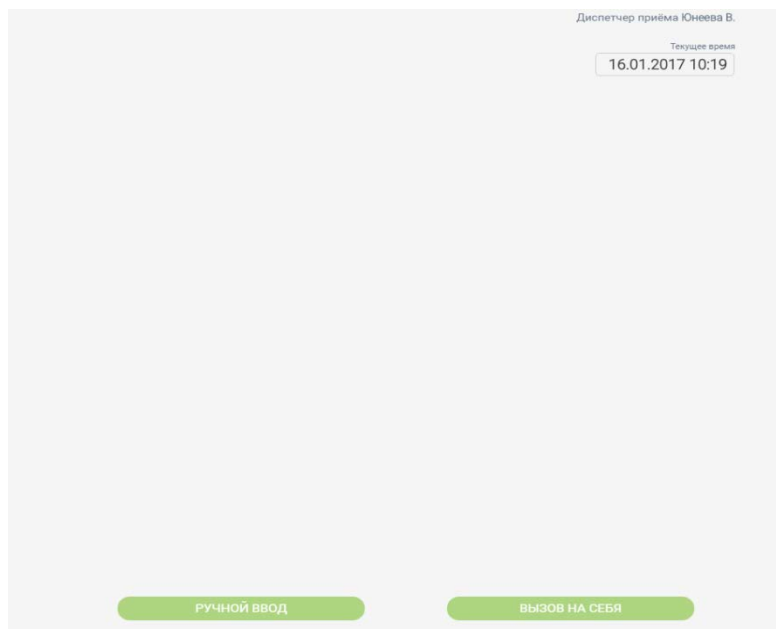 Диспетчер приёма Юнеева В.
Текущее время
16.01.2017 10:19
РУЧНОЙ ВВОД
ВЫЗОВ НА СЕБЯ